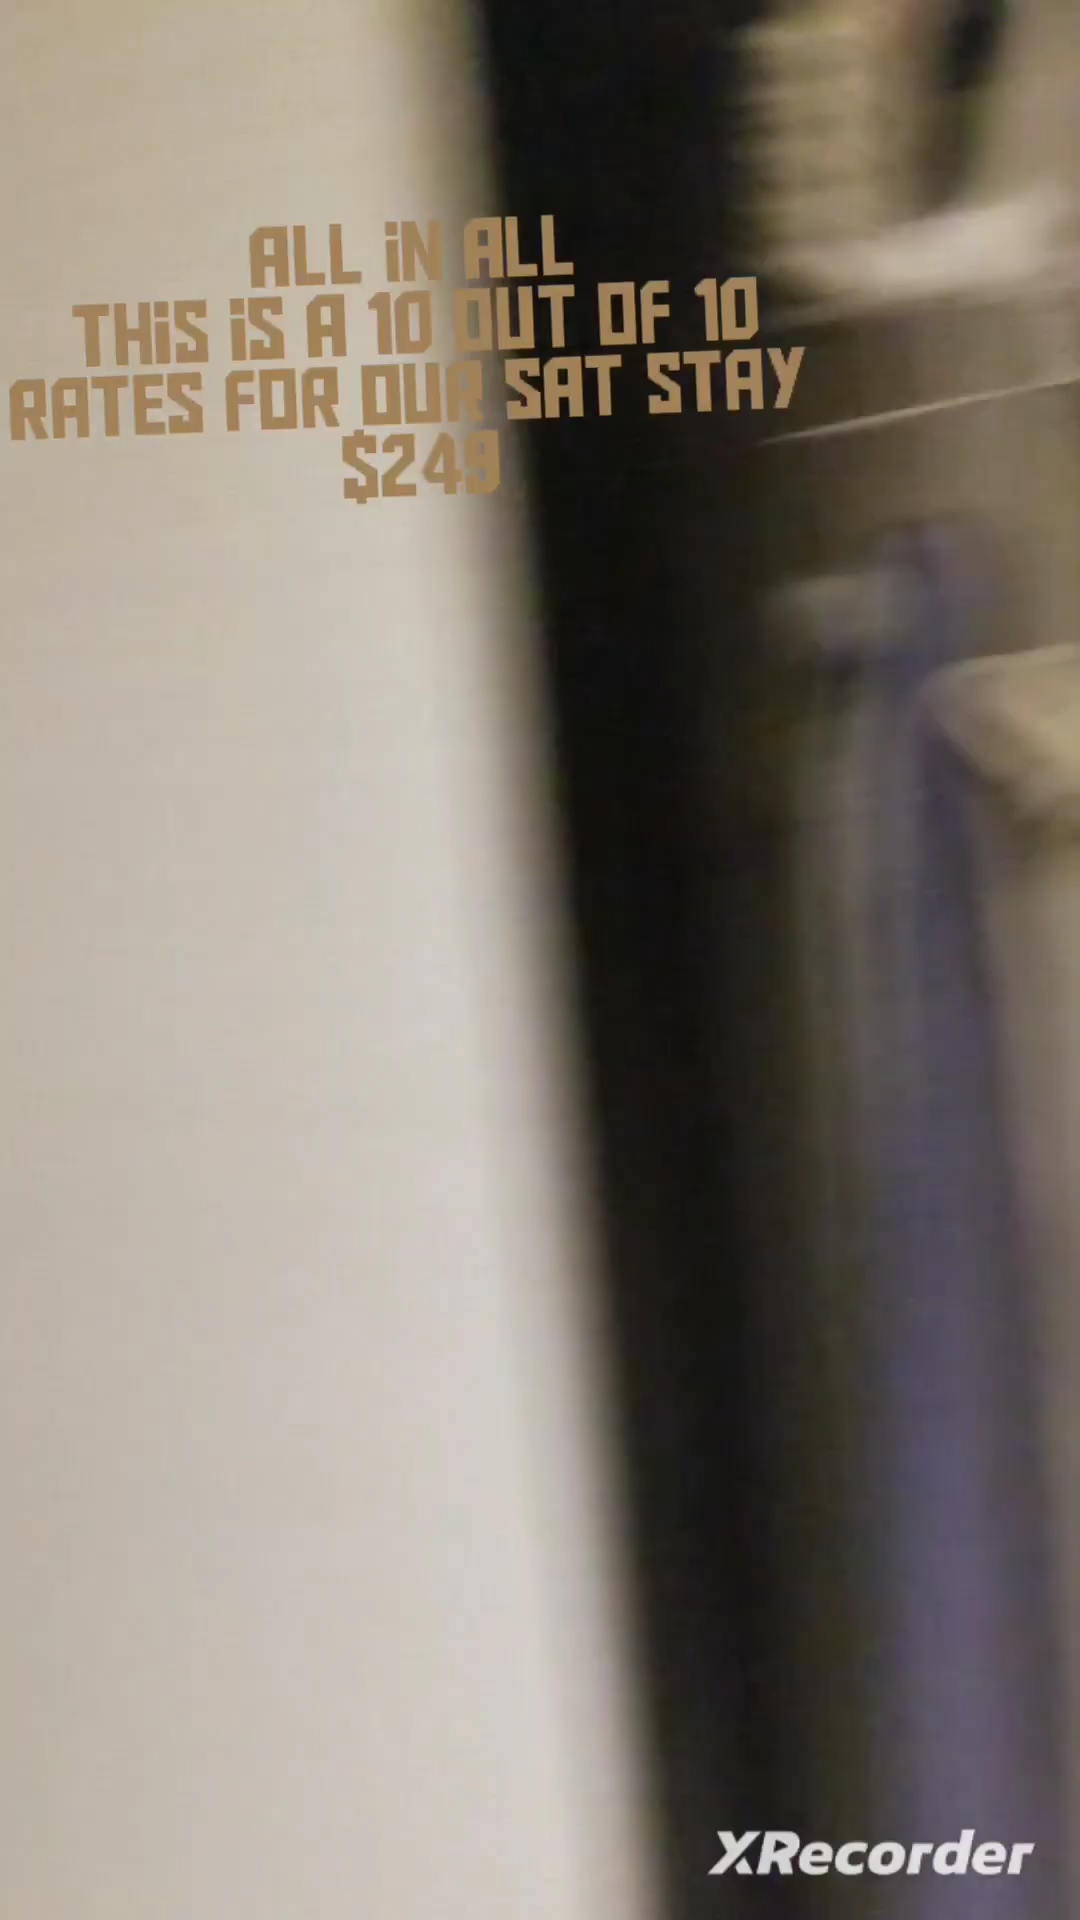 ALL iN ALL
THiS iS A 10 OUT OF 10
RATES FOR OUR SAT STAY
$249
XRecorder